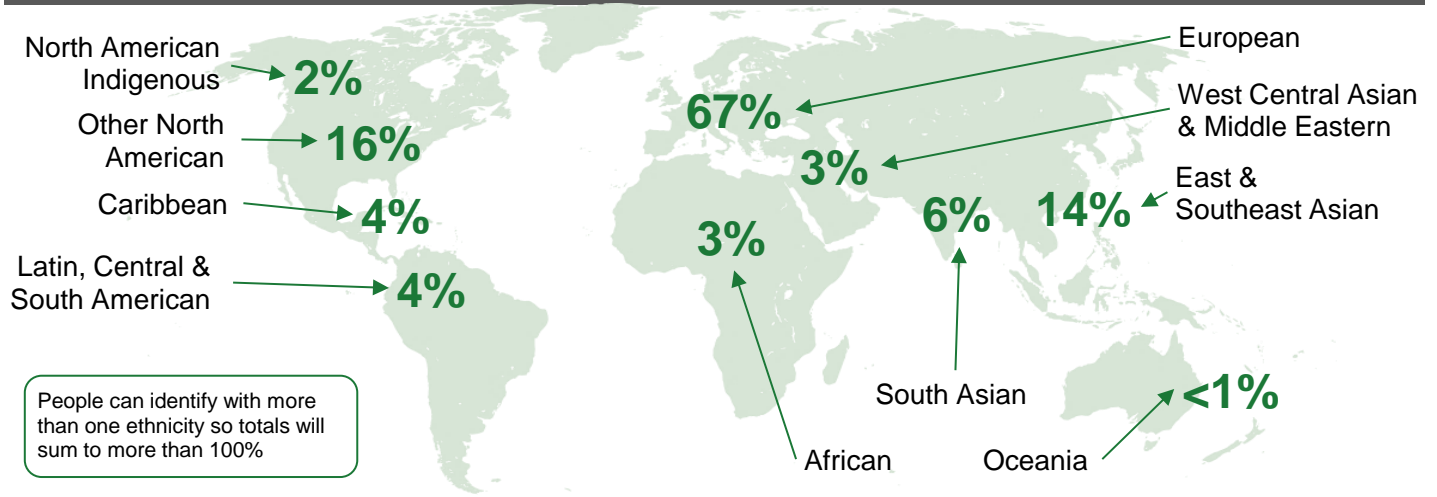 North American
Indigenous
2%
Other North
American
16%
Caribbean
4%
Latin, Central &
South American
4%
European
67%
West Central Asian
& Middle Eastern
3%
East &
Southeast Asian
14%
6%
South Asian
3%
African
<1%
Oceania
People can identify with more
than one ethnicity so totals will
sum to more than 100%